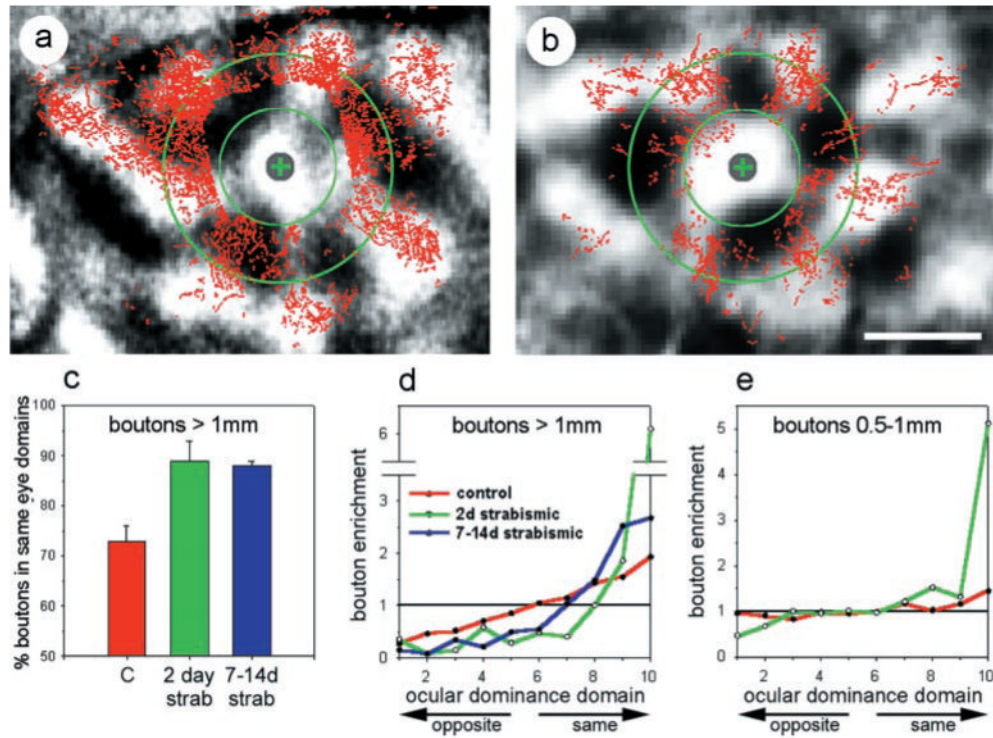 a
b
c
boutons > 1mm
% boutons in same eye domains
100
90
80
70
60
50
C
2 day strab
7-14d strab
d
boutons > 1mm
bouton enrichment
6
3
2
1
0
control
2d strabismic
7-14d strabismic
2 4 6 8 10
ocular dominance domain
opposite same
e
boutons 0.5-1mm
bouton enrichment
5
4
3
2
1
0
2 4 6 8 10
ocular dominance domain
opposite same